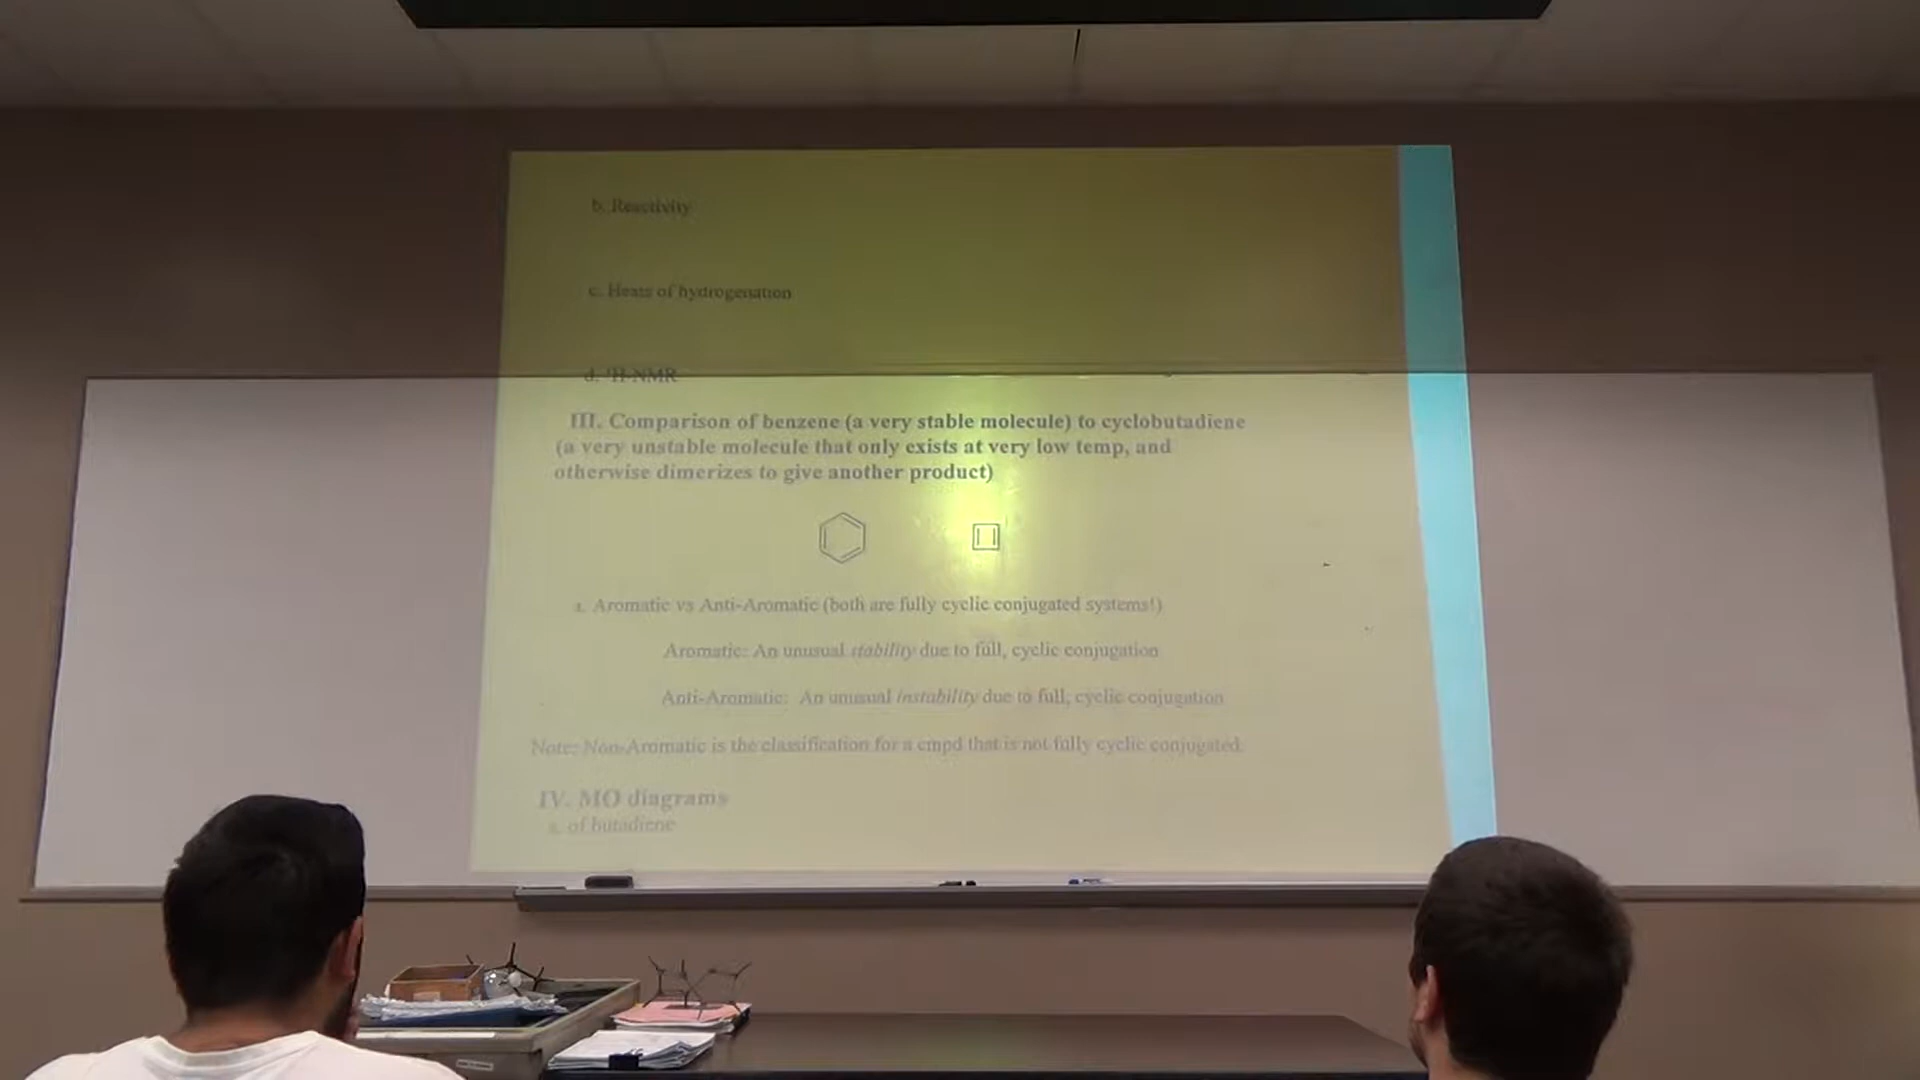 b. Reactivity
c. Heats of hydrogenation
d. ¹H-NMR
III. Comparison of benzene (a very stable molecule) to cyclobutadiene
(a very unstable molecule that only exists at very low temp, and
otherwise dimerizes to give another product)
a. Aromatic vs Anti-Aromatic (both are fully cyclic conjugated systems!)
Aromatic: An unusual stability due to full, cyclic conjugation
Anti-Aromatic: An unusual instability due to full, cyclic conjugation
Note: Non-Aromatic is the classification for a cmpd that is not fully cyclic conjugated.
IV. MO diagrams
a. of butadiene